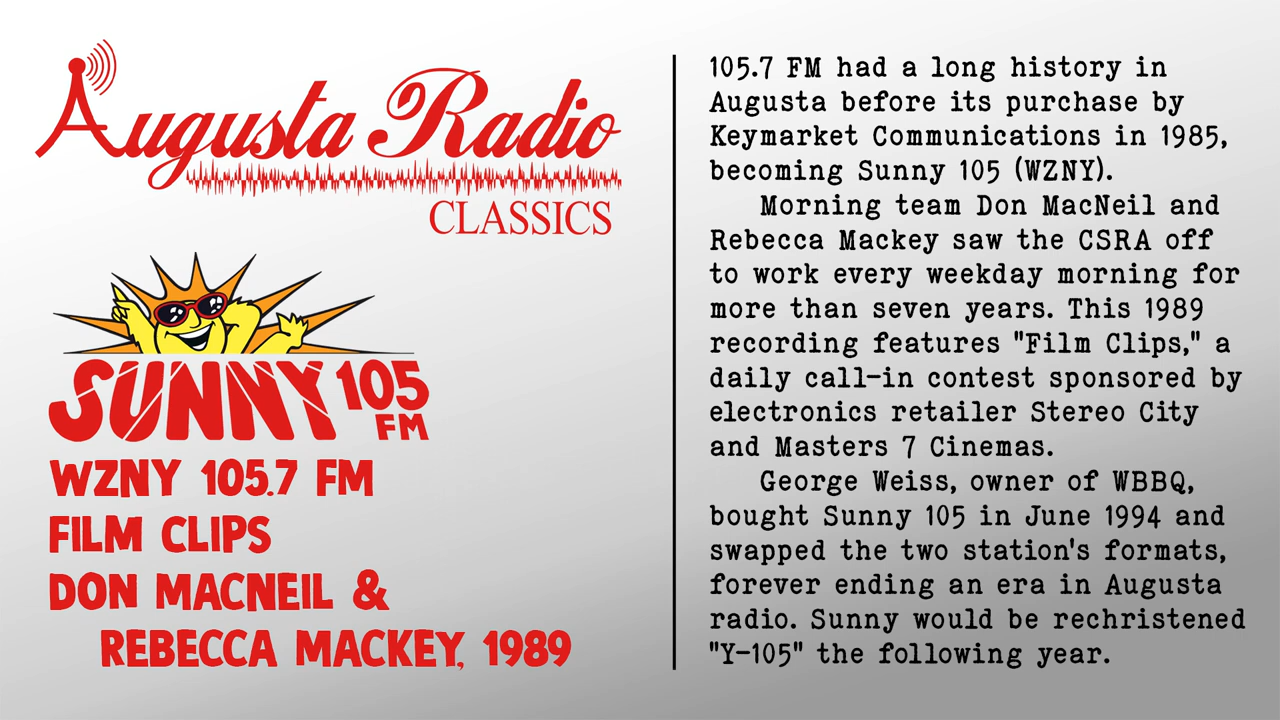 Augusta Radio
CLASSICS
SUNNY 105
FM
WZNY 105.7 FM
FILM CLIPS
DON MACNEIL &
REBECCA MACKEY, 1989
105.7 FM had a long history in
Augusta before its purchase by
Keymarket Communications in 1985,
becoming Sunny 105 (WZNY).
Morning team Don MacNeil and
Rebecca Mackey saw the CSRA off
to work every weekday morning for
more than seven years. This 1989
recording features "Film Clips," a
daily call-in contest sponsored by
electronics retailer Stereo City
and Masters 7 Cinemas.
George Weiss, owner of WBBQ,
bought Sunny 105 in June 1994 and
swapped the two station's formats,
forever ending an era in Augusta
radio. Sunny would be rechristened
"Y-105" the following year.